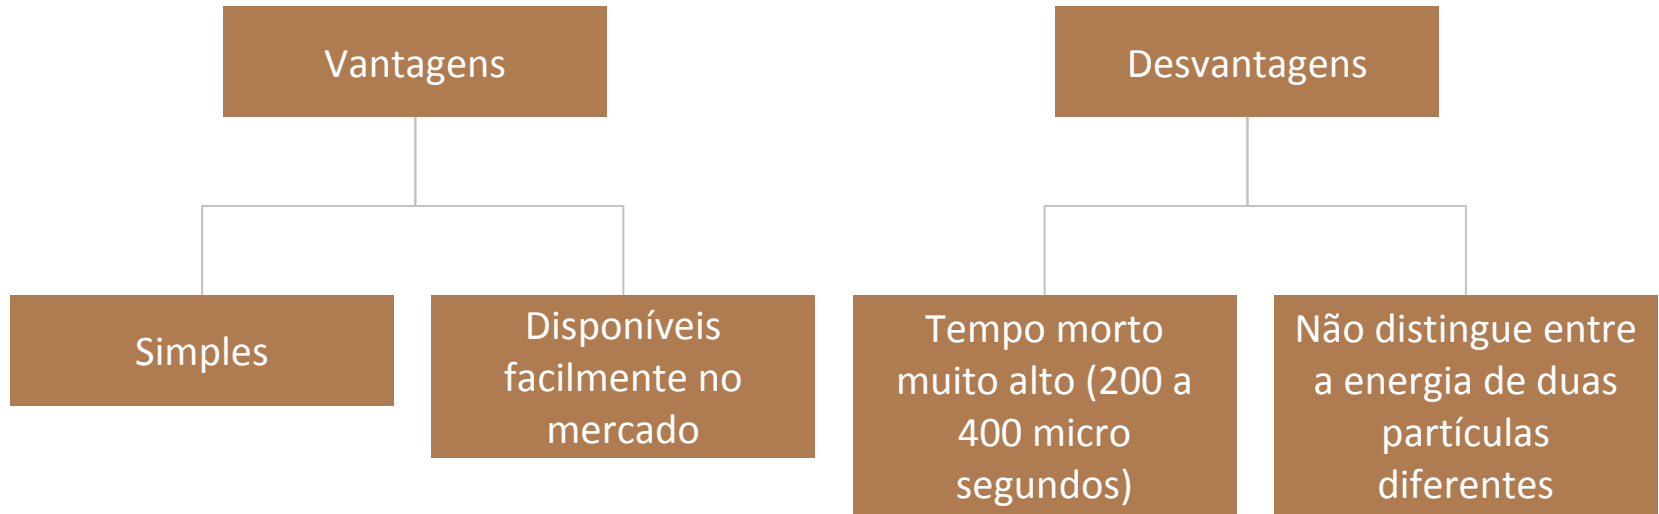 Vantagens
Simples
Disponíveis
facilmente no
mercado
Desvantagens
Tempo morto
muito alto (200 a
400 micro
segundos)
Não distingue entre
a energia de duas
partículas
diferentes